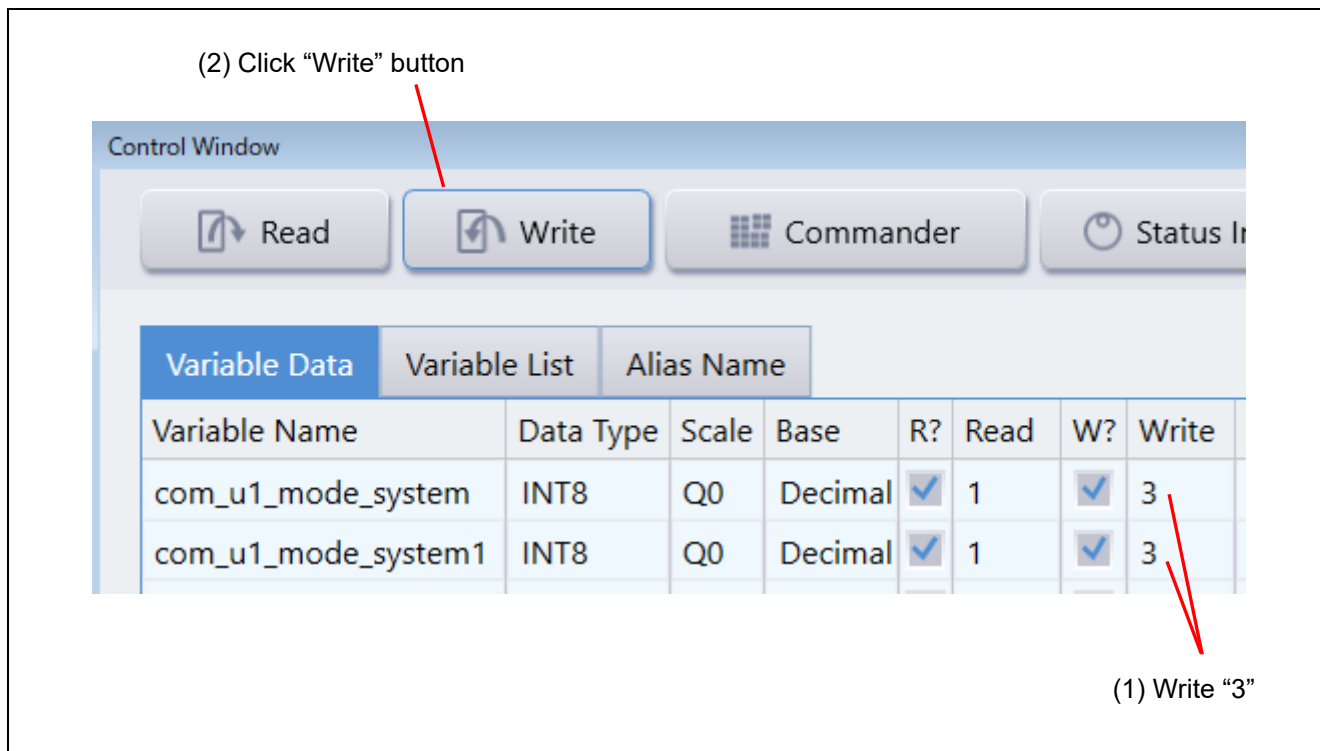 (2) Click “Write” button
Control Window
Read Write Commander Status In
Variable Data Variable List Alias Name
Variable Name Data Type Scale Base R? Read W? Write
com_u1_mode_system INT8 Q0 Decimal 1 3
com_u1_mode_system1 INT8 Q0 Decimal 1 3
(1) Write “3”